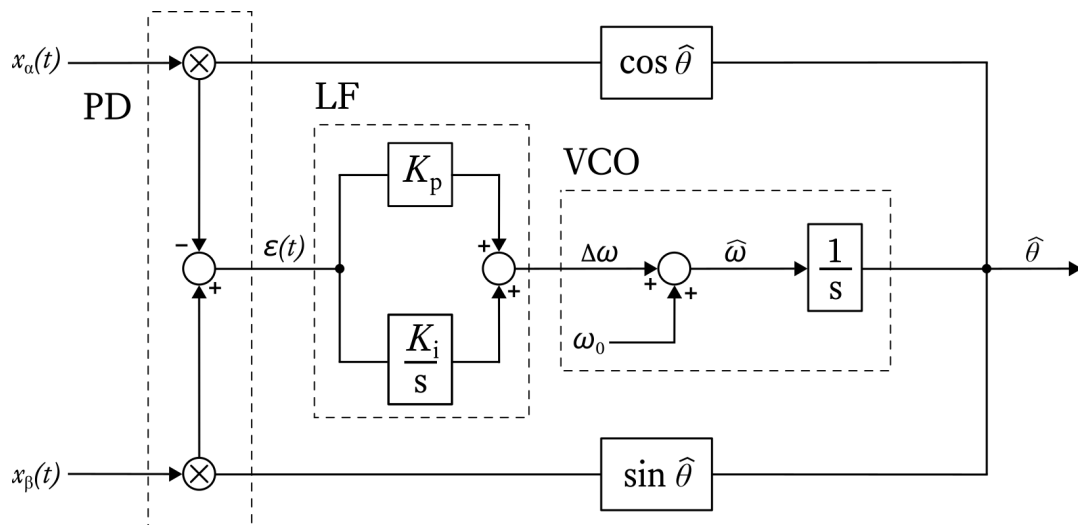 xα(t)
cos θ̂
PD
LF
VCO
Kp
−
ε(t)
+
+
+
Δω
+
+
ω̂
1/s
θ̂
Ki/s
ω0
xβ(t)
sin θ̂